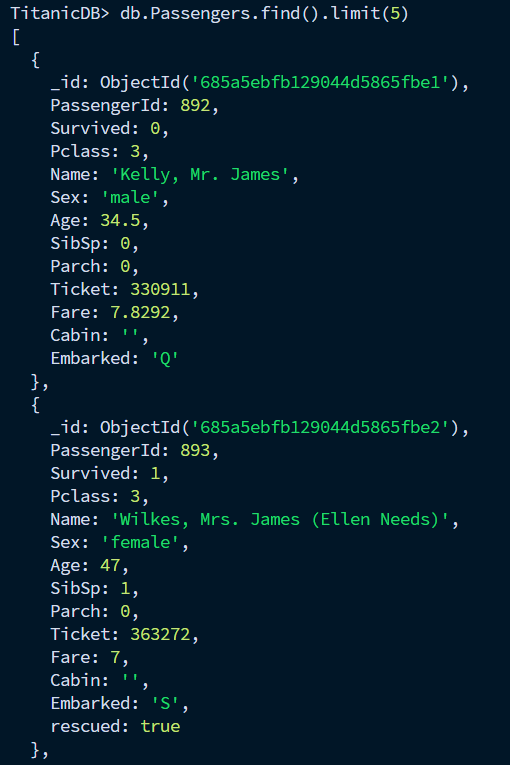 TitanicDB> db.Passengers.find().limit(5)
[
  {
    _id: ObjectId('685a5ebfb129044d5865fbe1'),
    PassengerId: 892,
    Survived: 0,
    Pclass: 3,
    Name: 'Kelly, Mr. James',
    Sex: 'male',
    Age: 34.5,
    SibSp: 0,
    Parch: 0,
    Ticket: 330911,
    Fare: 7.8292,
    Cabin: '',
    Embarked: 'Q'
  },
  {
    _id: ObjectId('685a5ebfb129044d5865fbe2'),
    PassengerId: 893,
    Survived: 1,
    Pclass: 3,
    Name: 'Wilkes, Mrs. James (Ellen Needs)',
    Sex: 'female',
    Age: 47,
    SibSp: 1,
    Parch: 0,
    Ticket: 363272,
    Fare: 7,
    Cabin: '',
    Embarked: 'S',
    rescued: true
  },